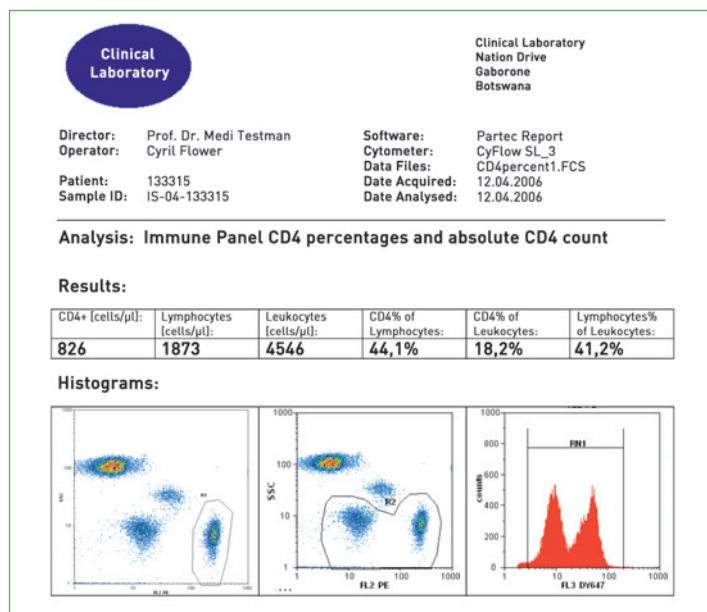 Clinical
Laboratory
Clinical Laboratory
Nation Drive
Gaborone
Botswana
Director: Prof. Dr. Medi Testman
Operator: Cyril Flower
Patient: 133315
Sample ID: IS-04-133315
Software: Partec Report
Cytometer: CyFlow SL_3
Data Files: CD4percent1.FCS
Date Acquired: 12.04.2006
Date Analysed: 12.04.2006
Analysis: Immune Panel CD4 percentages and absolute CD4 count
Results:
CD4+ [cells/µl]: Lymphocytes [cells/µl]: Leukocytes [cells/µl]: CD4% of Lymphocytes: CD4% of Leukocytes: Lymphocytes% of Leukocytes:
826 1873 4546 44,1% 18,2% 41,2%
Histograms:
SSC
1000
100
10
1
1 10 100 1000
FL2 PE
R2
SSC
1000
800
600
400
200
0
counts
RN1
1 10 100 1000
FL3 DY647